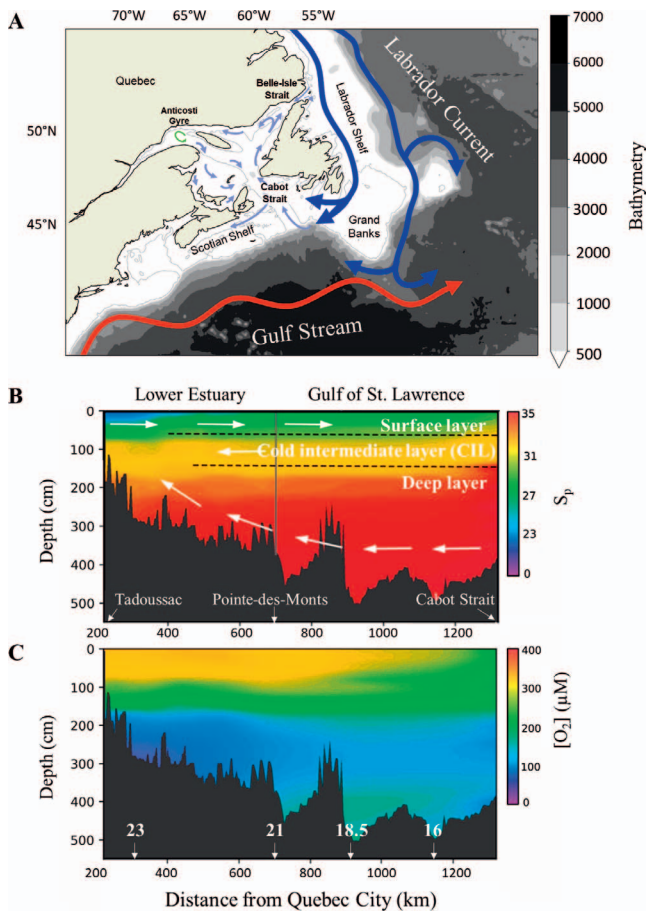 A
70°W 65°W 60°W 55°W
7000
6000
5000
4000
3000
2000
1000
500
Bathymetry
Quebec
Belle-Isle
Strait
Labrador Shelf
Labrador Current
Anticosti
Gyre
50°N
Cabot
Strait
45°N
Grand
Banks
Scotian Shelf
Gulf Stream
B
Lower Estuary Gulf of St. Lawrence
Surface layer
Cold intermediate layer (CIL)
Deep layer
Depth (cm)
0
100
200
300
400
500
Tadoussac Pointe-des-Monts Cabot Strait
200 400 600 800 1000 1200
35
31
27
23
0
Sp
C
Depth (cm)
0
100
200
300
400
500
23 21 18.5 16
200 400 600 800 1000 1200
400
300
200
100
0
[O2] (µM)
Distance from Quebec City (km)